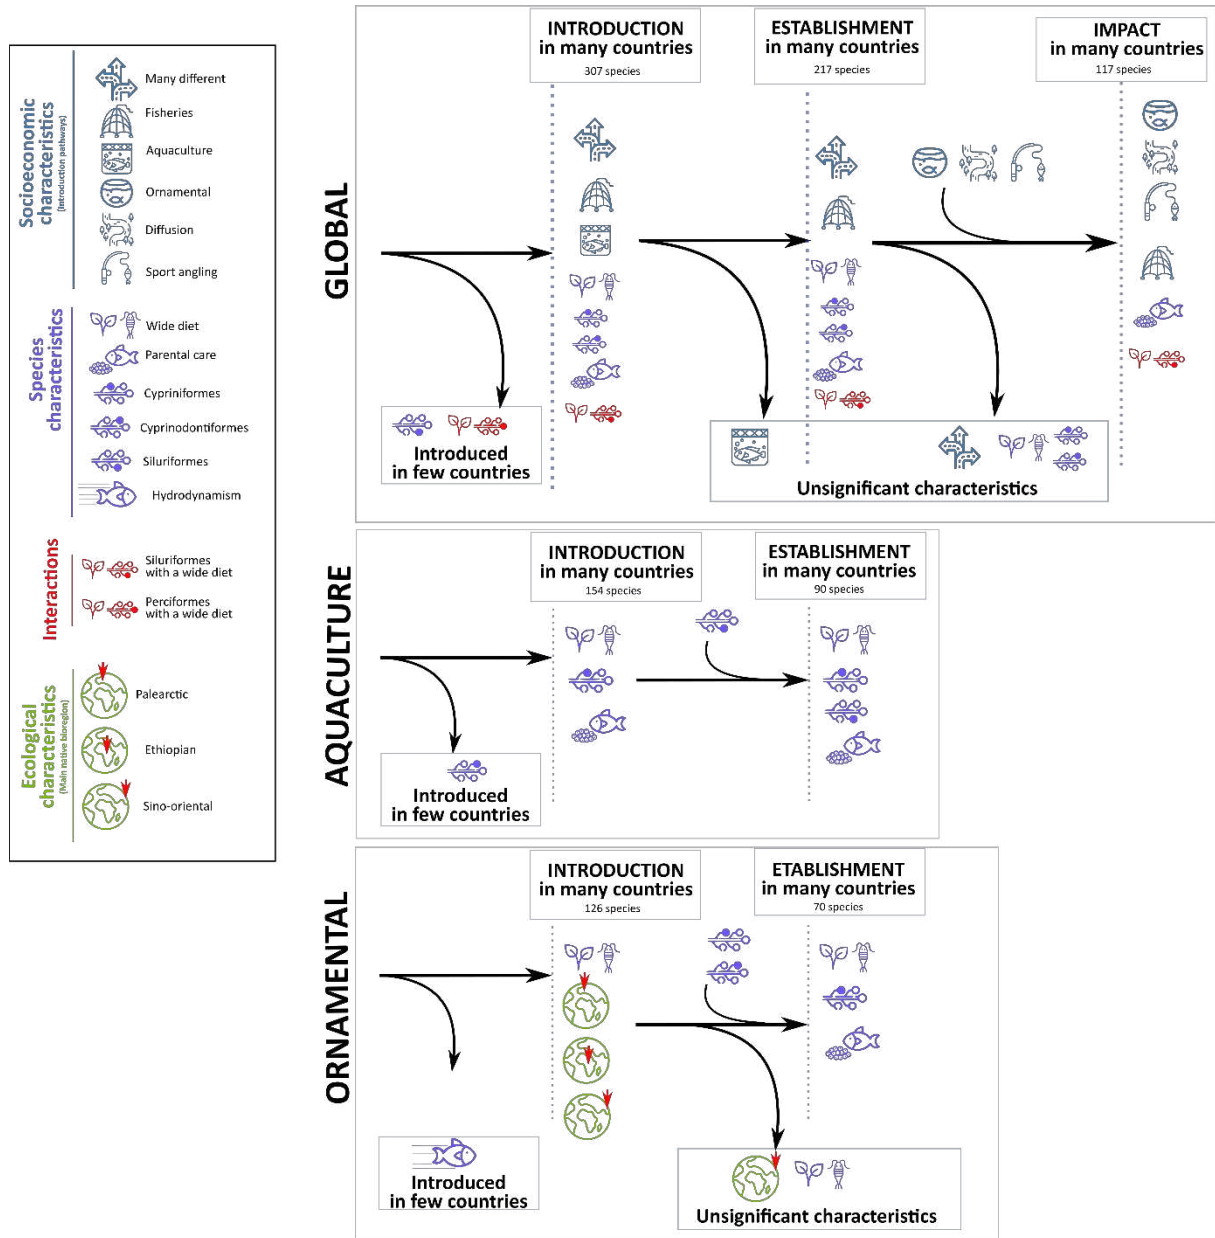 Socioeconomic
characteristics
(Introduction pathways)
Many different
Fisheries
Aquaculture
Ornamental
Diffusion
Sport angling
Species
characteristics
Wide diet
Parental care
Cypriniformes
Cyprinodontiformes
Siluriformes
Hydrodynamism
Interactions
Siluriformes
with a wide diet
Perciformes
with a wide diet
Ecological
characteristics
(Main native bioregion)
Palearctic
Ethiopian
Sino-oriental
GLOBAL
INTRODUCTION
in many countries
307 species
ESTABLISHMENT
in many countries
217 species
IMPACT
in many countries
117 species
Introduced
in few countries
Unsignificant characteristics
AQUACULTURE
INTRODUCTION
in many countries
154 species
ESTABLISHMENT
in many countries
90 species
Introduced
in few countries
ORNAMENTAL
INTRODUCTION
in many countries
126 species
ETABLISHMENT
in many countries
70 species
Introduced
in few countries
Unsignificant characteristics